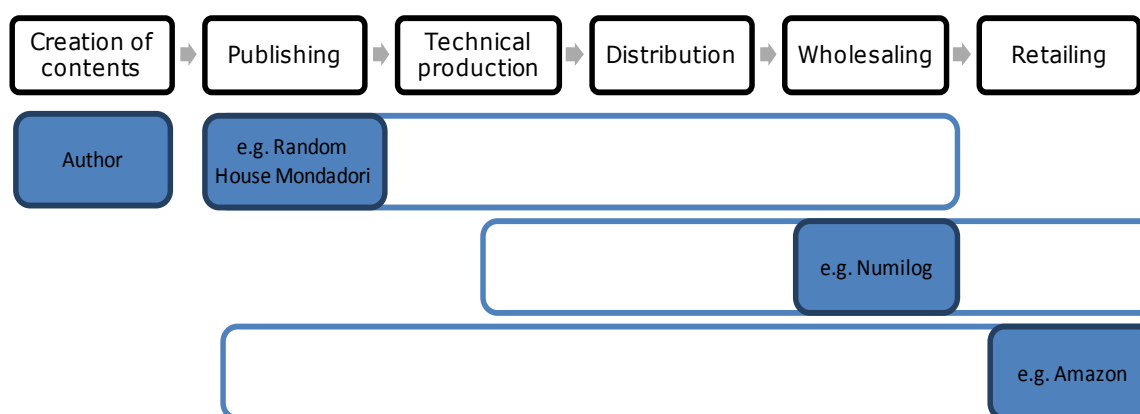 Creation of
contents
Publishing
Technical
production
Distribution
Wholesaling
Retailing
Author
e.g. Random
House Mondadori
e.g. Numilog
e.g. Amazon